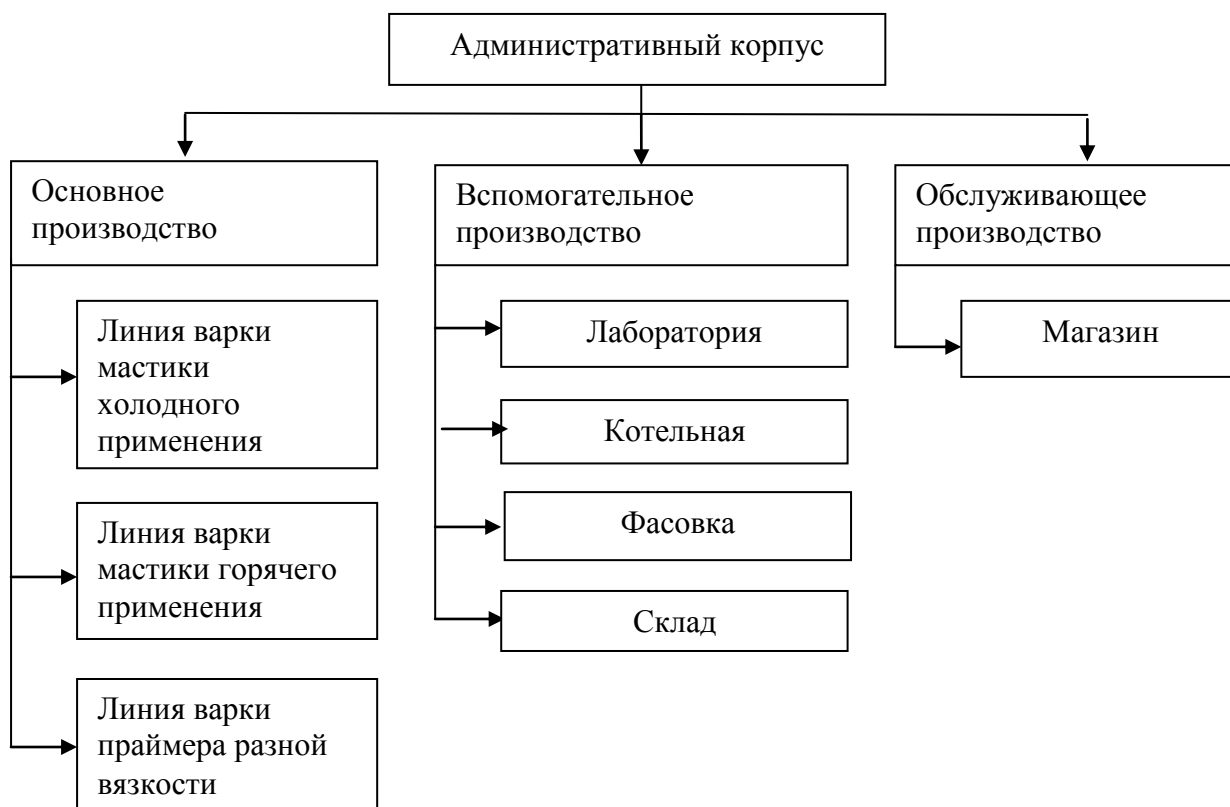 Административный корпус
Основное
производство
Вспомогательное
производство
Обслуживающее
производство
Линия варки
мастики
холодного
применения
Линия варки
мастики горячего
применения
Линия варки
праймера разной
вязкости
Лаборатория
Котельная
Фасовка
Склад
Магазин